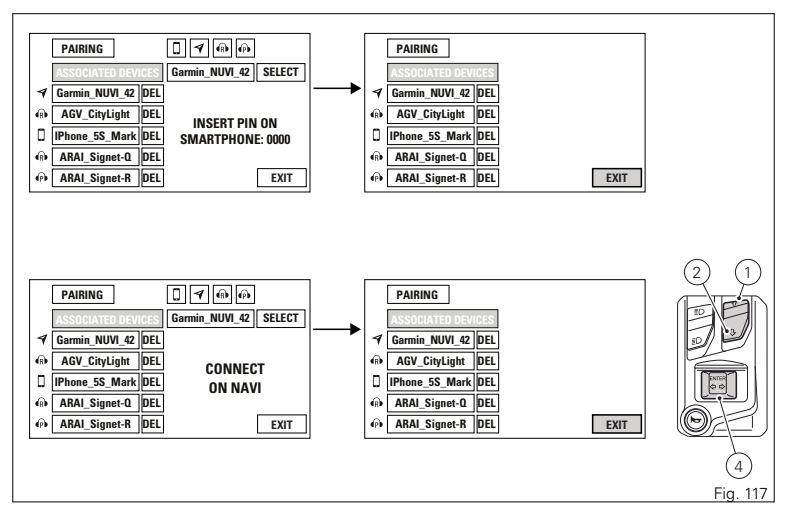 PAIRING
ASSOCIATED DEVICES Garmin_NUVI_42 SELECT
Garmin_NUVI_42 DEL
R AGV_CityLight DEL
IPhone_5S_Mark DEL
R ARAI_Signet-Q DEL
P ARAI_Signet-R DEL
INSERT PIN ON
SMARTPHONE: 0000
EXIT
PAIRING
ASSOCIATED DEVICES
Garmin_NUVI_42 DEL
R AGV_CityLight DEL
IPhone_5S_Mark DEL
R ARAI_Signet-Q DEL
P ARAI_Signet-R DEL
EXIT
PAIRING
ASSOCIATED DEVICES Garmin_NUVI_42 SELECT
Garmin_NUVI_42 DEL
R AGV_CityLight DEL
IPhone_5S_Mark DEL
R ARAI_Signet-Q DEL
P ARAI_Signet-R DEL
CONNECT
ON NAVI
EXIT
PAIRING
ASSOCIATED DEVICES
Garmin_NUVI_42 DEL
R AGV_CityLight DEL
IPhone_5S_Mark DEL
R ARAI_Signet-Q DEL
P ARAI_Signet-R DEL
EXIT
2 1
ENTER
4
Fig. 117